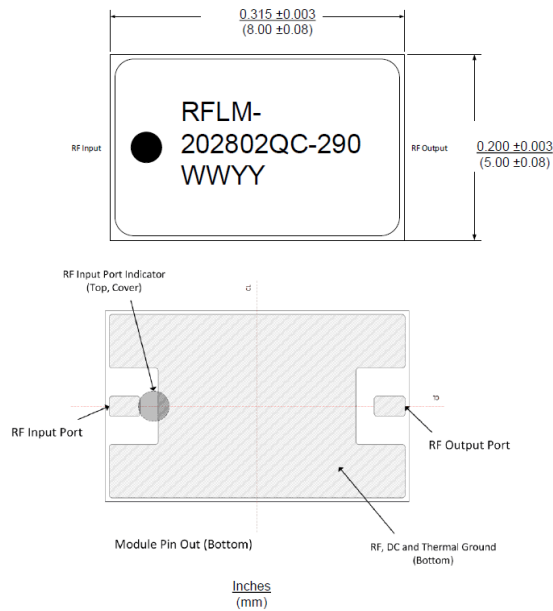 0.315 ±0.003
(8.00 ±0.08)
RFLM-
202802QC-290
WWYY
RF Input
RF Output
0.200 ±0.003
(5.00 ±0.08)
RF Input Port Indicator
(Top, Cover)
RF Input Port
RF Output Port
Module Pin Out (Bottom)
RF, DC and Thermal Ground
(Bottom)
Inches
(mm)